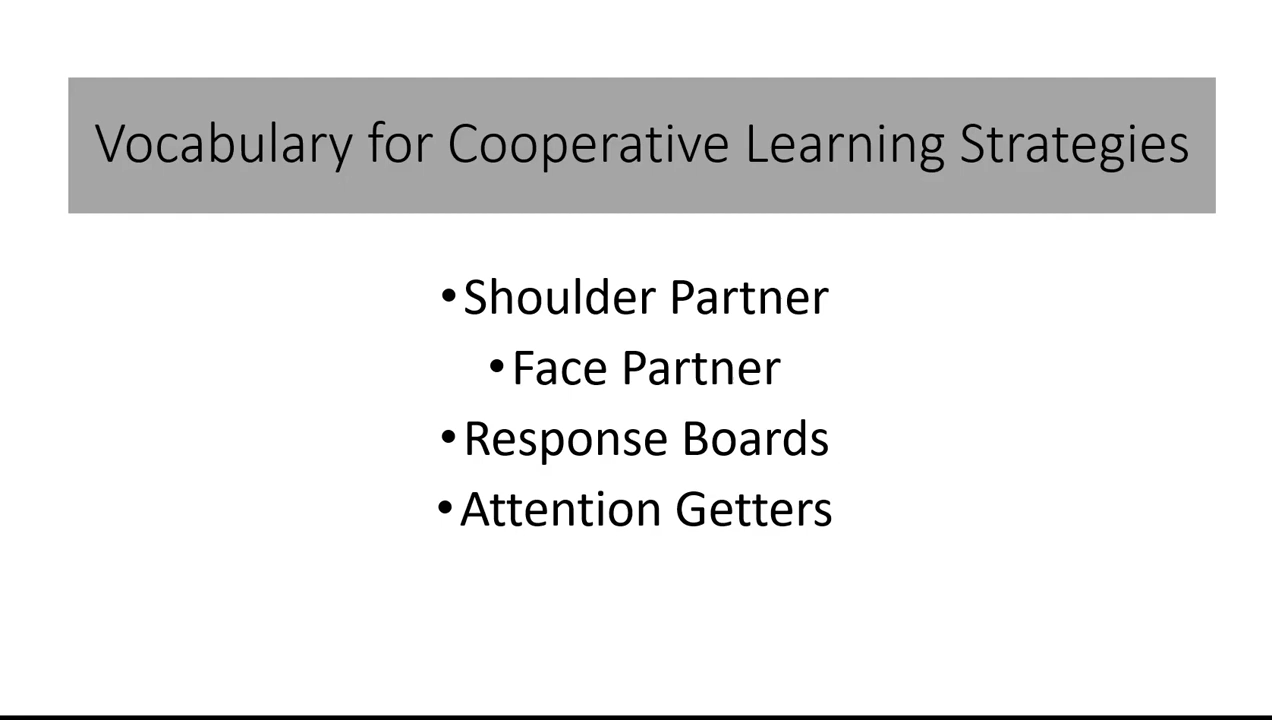 Vocabulary for Cooperative Learning Strategies
•Shoulder Partner
•Face Partner
•Response Boards
•Attention Getters